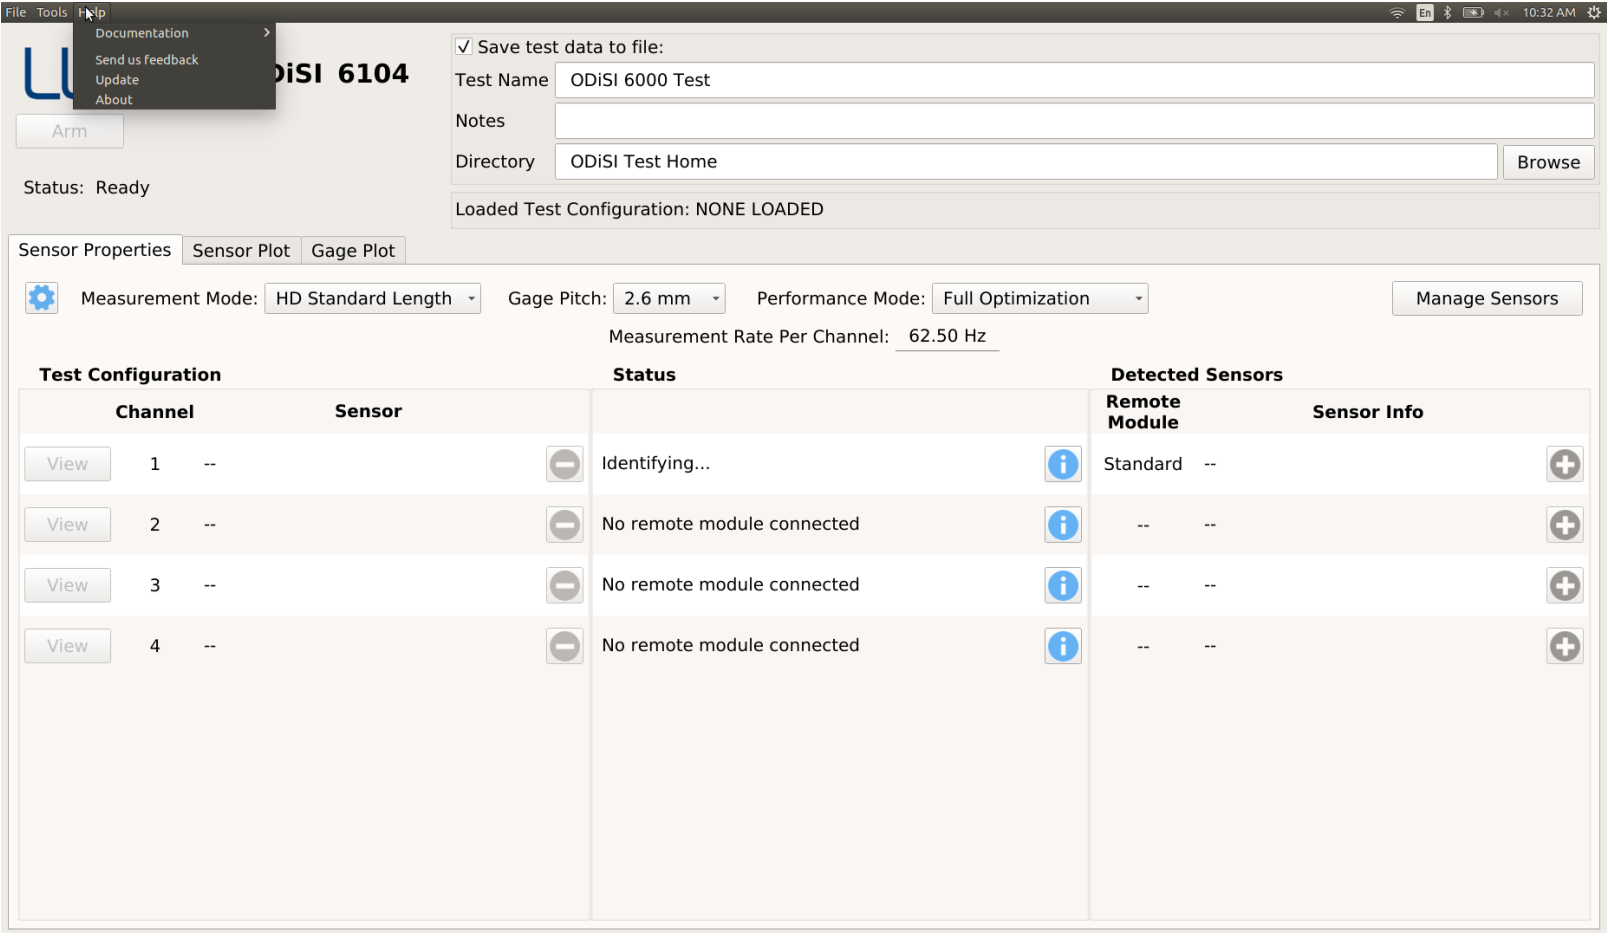 File Tools Help En 10:32 AM
Documentation
Send us feedback
Update
About
6104
Arm
Status: Ready
Save test data to file:
Test Name ODiSI 6000 Test
Notes
Directory ODiSI Test Home Browse
Loaded Test Configuration: NONE LOADED
Sensor Properties Sensor Plot Gage Plot
Measurement Mode: HD Standard Length Gage Pitch: 2.6 mm Performance Mode: Full Optimization Manage Sensors
Measurement Rate Per Channel: 62.50 Hz
Test Configuration Status Detected Sensors
Channel Sensor Remote Module Sensor Info
View 1 -- Identifying... Standard --
View 2 -- No remote module connected -- --
View 3 -- No remote module connected -- --
View 4 -- No remote module connected -- --